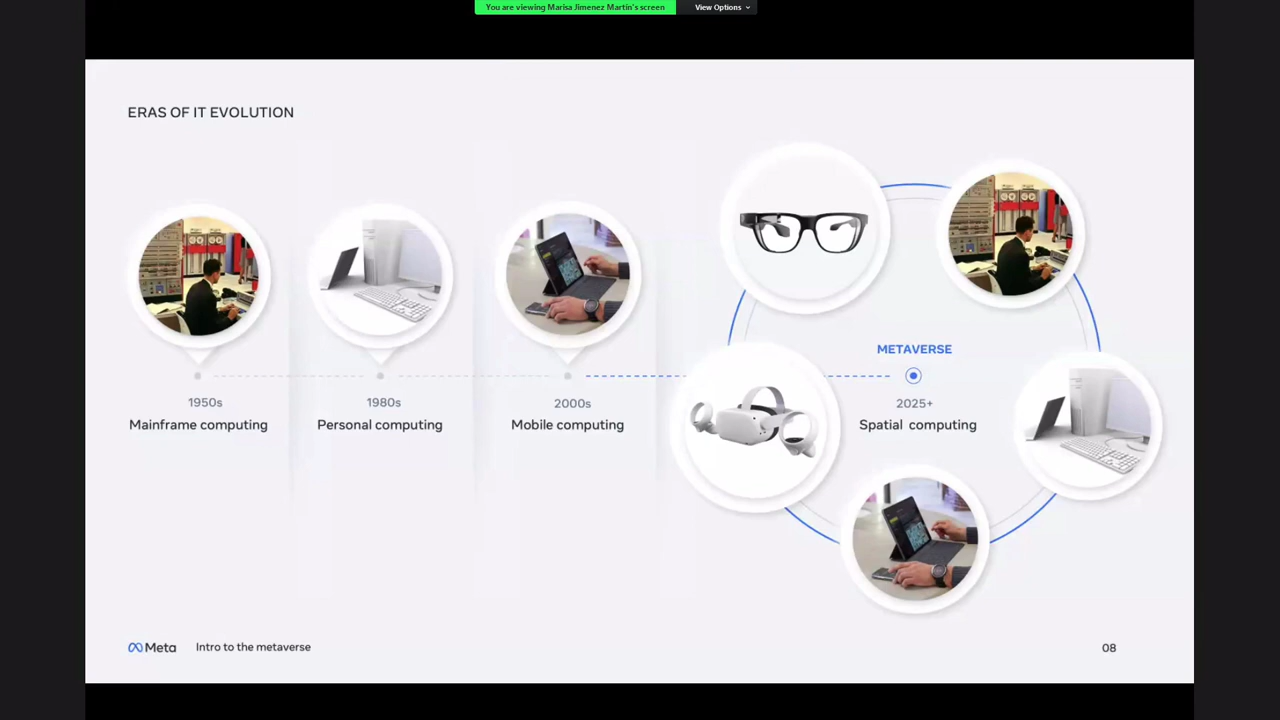 You are viewing Marisa Jimenez Martin's screen
View Options
ERAS OF IT EVOLUTION
METAVERSE
1950s
1980s
2000s
2025+
Mainframe computing
Personal computing
Mobile computing
Spatial computing
Meta
Intro to the metaverse
08